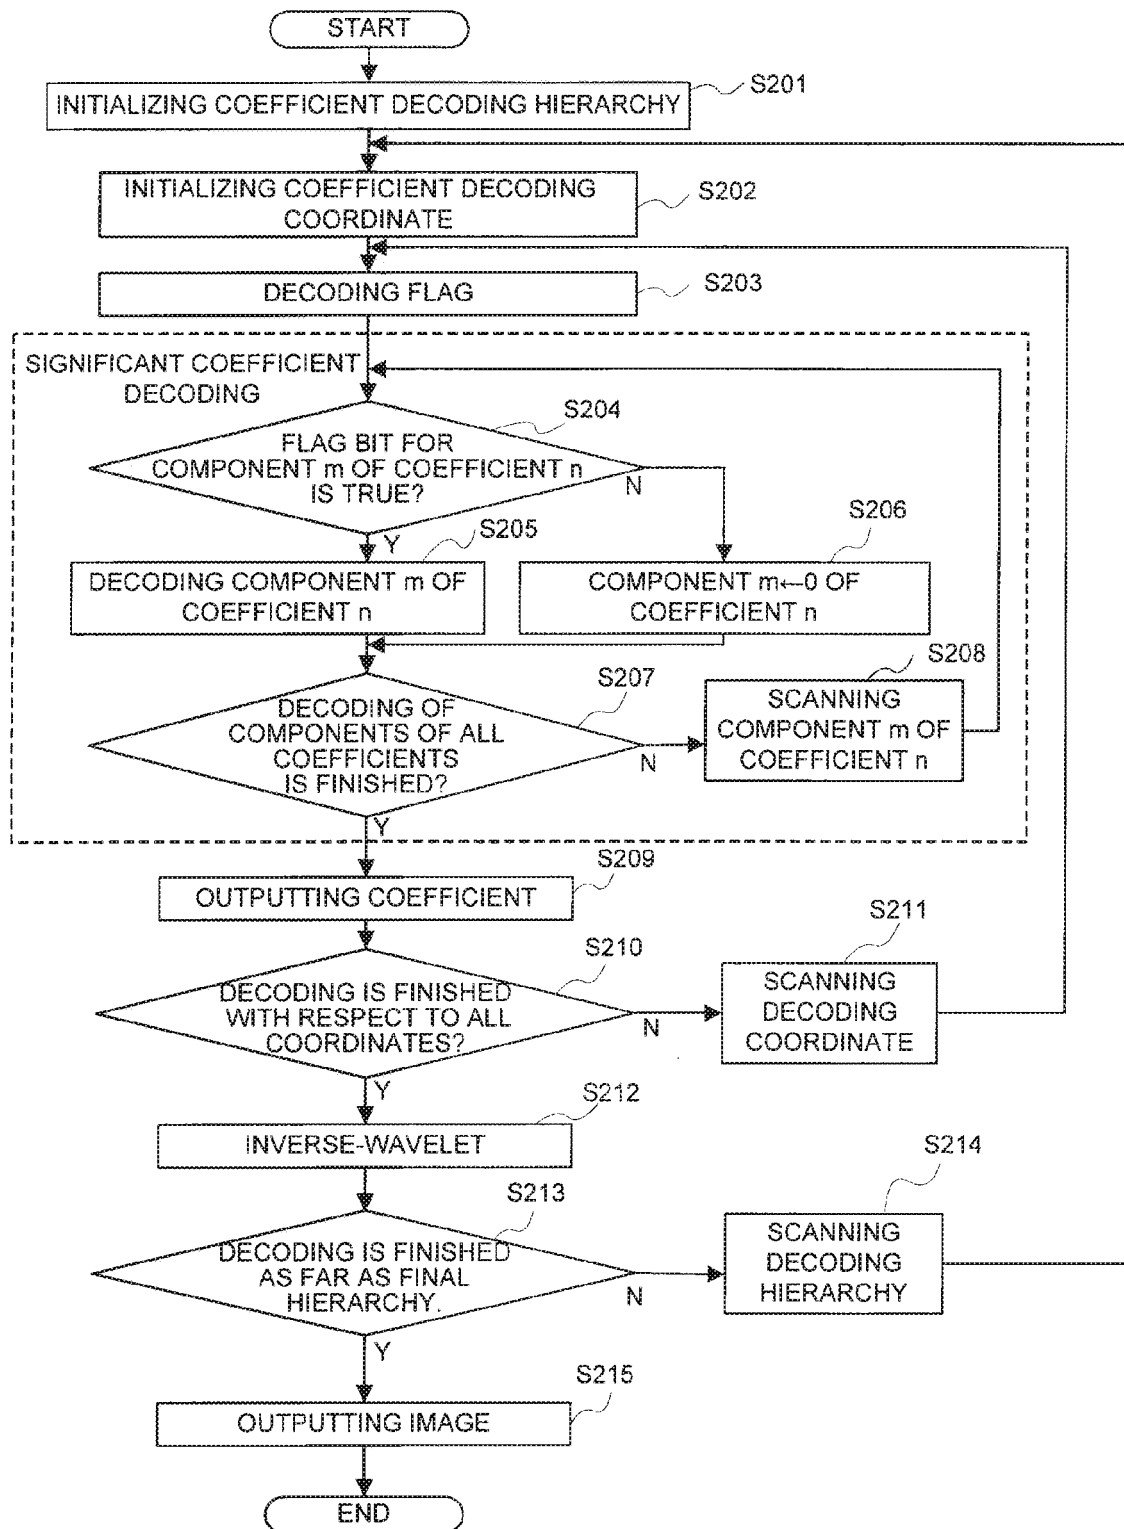 START
S201
INITIALIZING COEFFICIENT DECODING HIERARCHY
INITIALIZING COEFFICIENT DECODING
COORDINATE
S202
DECODING FLAG
S203
SIGNIFICANT COEFFICIENT
DECODING
S204
FLAG BIT FOR
COMPONENT m OF COEFFICIENT n
IS TRUE?
N
Y
S205
S206
DECODING COMPONENT m OF
COEFFICIENT n
COMPONENT m←0 OF
COEFFICIENT n
S207
S208
DECODING OF
COMPONENTS OF ALL
COEFFICIENTS
IS FINISHED?
N
Y
SCANNING
COMPONENT m OF
COEFFICIENT n
S209
OUTPUTTING COEFFICIENT
S210
S211
DECODING IS FINISHED
WITH RESPECT TO ALL
COORDINATES?
N
Y
SCANNING
DECODING
COORDINATE
S212
INVERSE-WAVELET
S213
S214
DECODING IS FINISHED
AS FAR AS FINAL
HIERARCHY.
N
Y
SCANNING
DECODING
HIERARCHY
S215
OUTPUTTING IMAGE
END